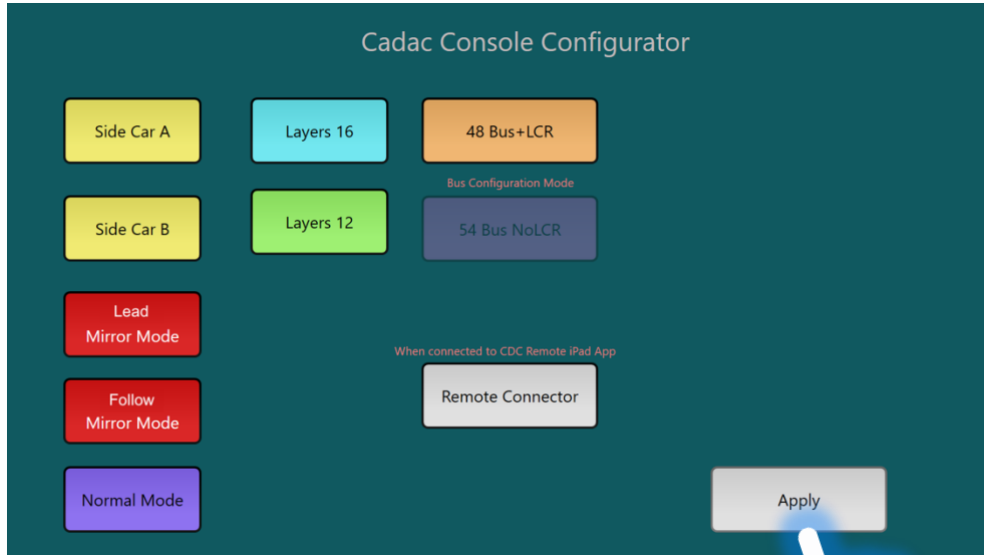 Cadac Console Configurator
Side Car A
Layers 16
48 Bus+LCR
Bus Configuration Mode
Side Car B
Layers 12
54 Bus NoLCR
Lead
Mirror Mode
When connected to CDC Remote iPad App
Follow
Mirror Mode
Remote Connector
Normal Mode
Apply